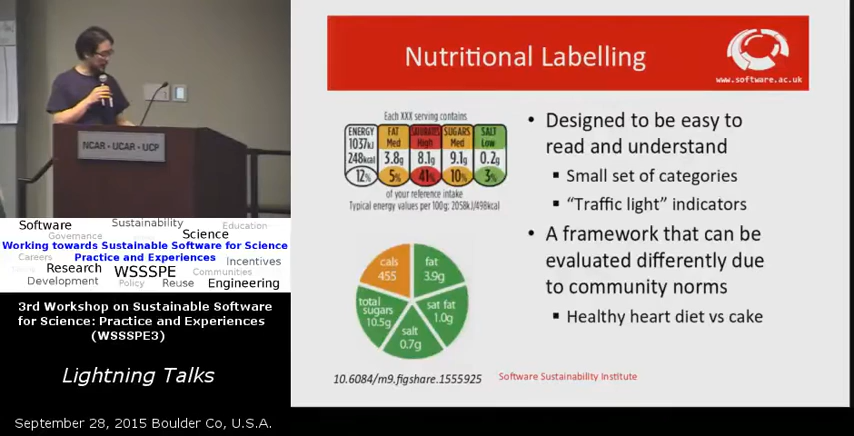 NCAR - UCAR - UCP
Software
Sustainability
Education
Governance
Science
Working towards Sustainable Software for Science
Practice and Experiences
Careers
Incentives
Research
WSSSPE
Communities
Development
Policy
Reuse
Engineering
3rd Workshop on Sustainable Software
for Science: Practice and Experiences
(WSSSPE3)
Lightning Talks
September 28, 2015 Boulder Co, U.S.A.
Nutritional Labelling
www.software.ac.uk
Each XXX serving contains
ENERGY
1037kJ
248kcal
12%
FAT
Med
3.8g
5%
SATURATES
High
8.1g
41%
SUGARS
Med
9.1g
10%
SALT
Low
0.2g
3%
of your reference intake
Typical energy values per 100g: 2058kJ/498kcal
cals
455
fat
3.9g
total
sugars
10.5g
sat fat
1.0g
salt
0.7g
10.6084/m9.figshare.1555925
Software Sustainability Institute
• Designed to be easy to
read and understand
▪ Small set of categories
▪ “Traffic light” indicators
• A framework that can be
evaluated differently due
to community norms
▪ Healthy heart diet vs cake